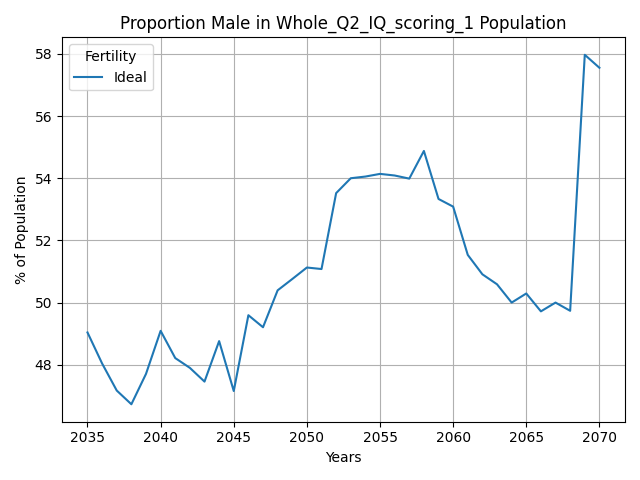 Proportion Male in Whole_Q2_IQ_scoring_1 Population
Fertility
Ideal
% of Population
58
56
54
52
50
48
2035 2040 2045 2050 2055 2060 2065 2070
Years